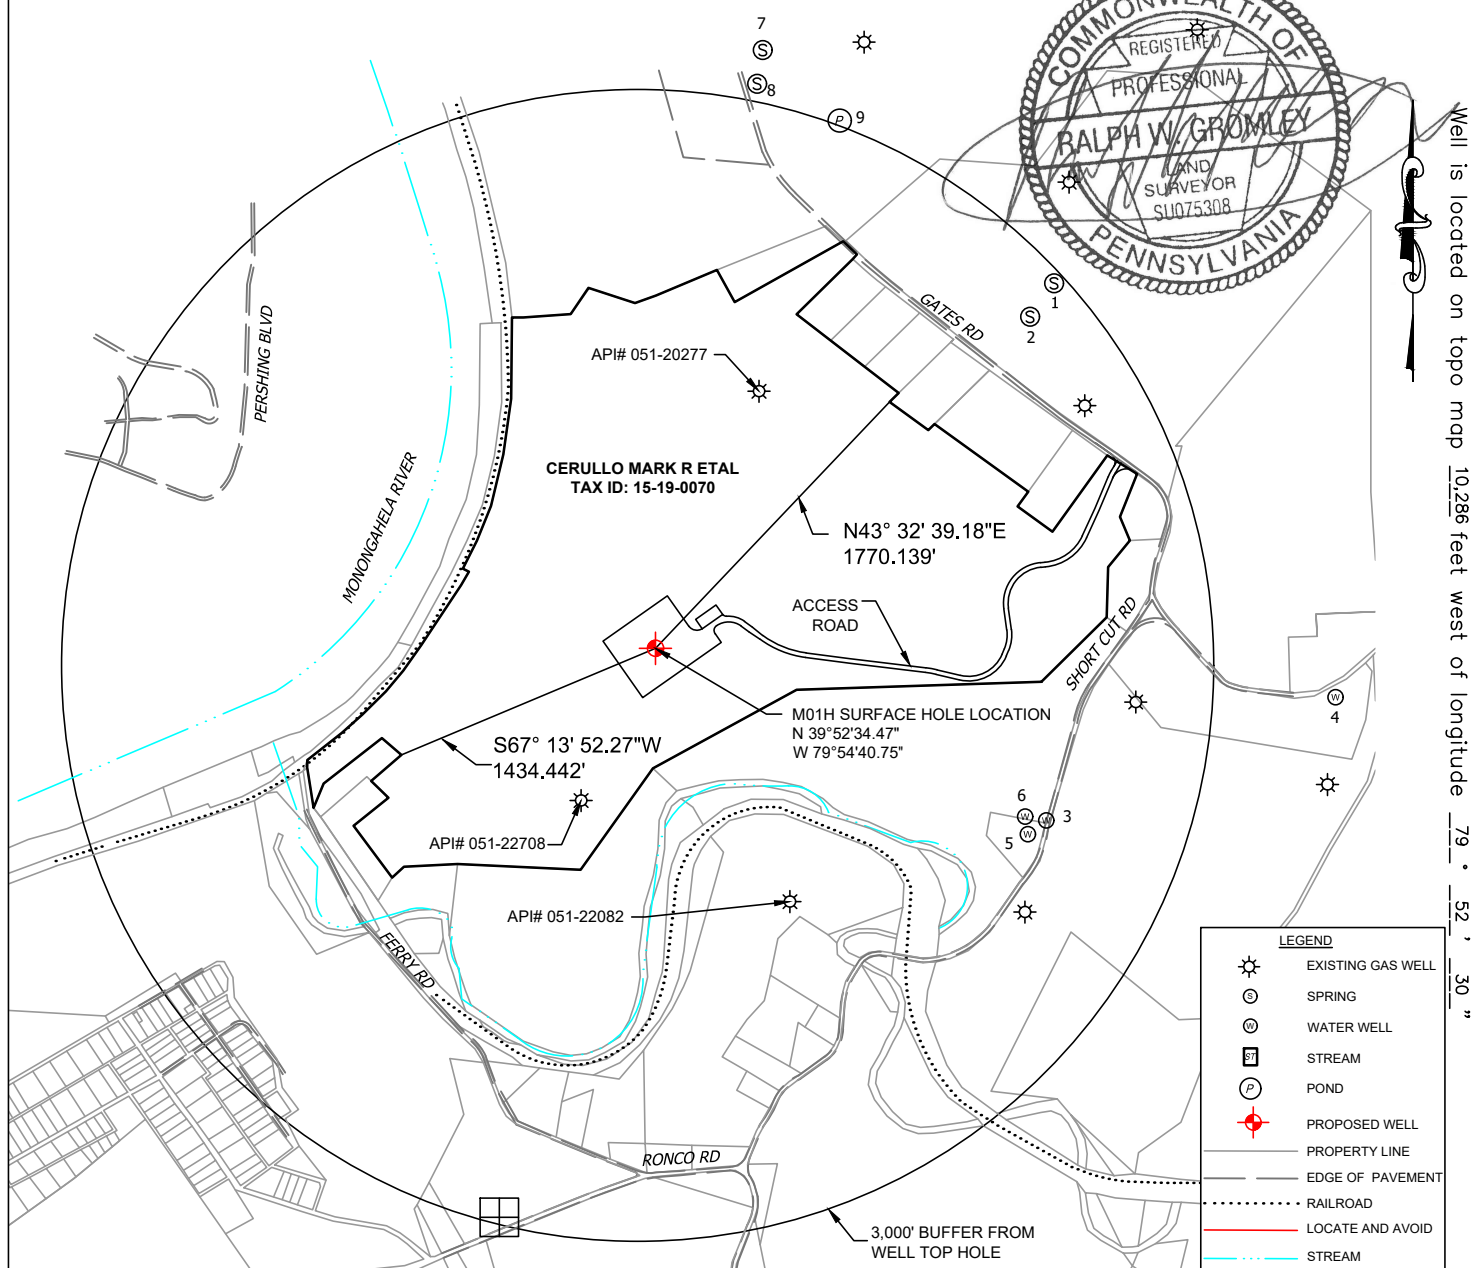 7
8
9
S
S
P
COMMONWEALTH OF
REGISTERED
PROFESSIONAL
RALPH W. GROMLEY
LAND
SURVEYOR
SU075308
PENNSYLVANIA
Well is located on topo map 10,286 feet west of longitude 79 ° 52 ' 30 "
S
1
S
2
GATES RD
PERSHING BLVD
API# 051-20277
MONONGAHELA RIVER
CERULLO MARK R ETAL
TAX ID: 15-19-0070
N43° 32' 39.18"E
1770.139'
ACCESS
ROAD
SHORT CUT RD
W
4
M01H SURFACE HOLE LOCATION
N 39°52'34.47"
W 79°54'40.75"
S67° 13' 52.27"W
1434.442'
6
W
W
3
5
W
API# 051-22708
API# 051-22082
FERRY RD
RONCO RD
3,000' BUFFER FROM
WELL TOP HOLE
LEGEND
EXISTING GAS WELL
S
SPRING
W
WATER WELL
ST
STREAM
P
POND
PROPOSED WELL
PROPERTY LINE
EDGE OF PAVEMENT
RAILROAD
LOCATE AND AVOID
STREAM